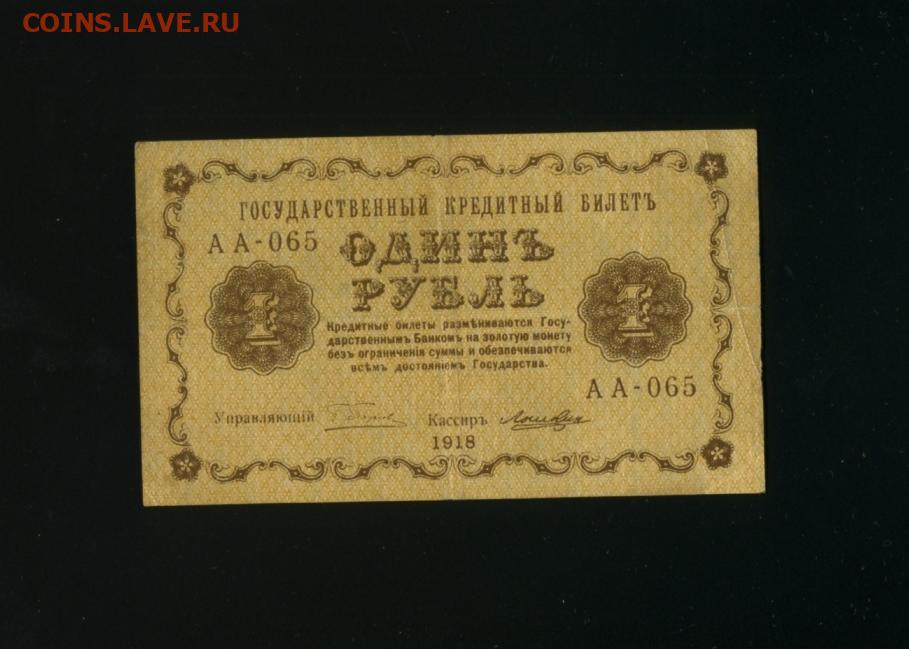 COINS.LAVE.RU
ГОСУДАРСТВЕННЫЙ КРЕДИТНЫЙ БИЛЕТЪ
АА-065
ОДИНЪ
РУБЛЬ
1
1
Кредитные билеты размѣниваются Госу-
дарственнымъ Банкомъ на золотую монету
безъ ограниченія суммы и обезпечиваются
всѣмъ достояніемъ Государства.
АА-065
Управляющій
Кассиръ
1918